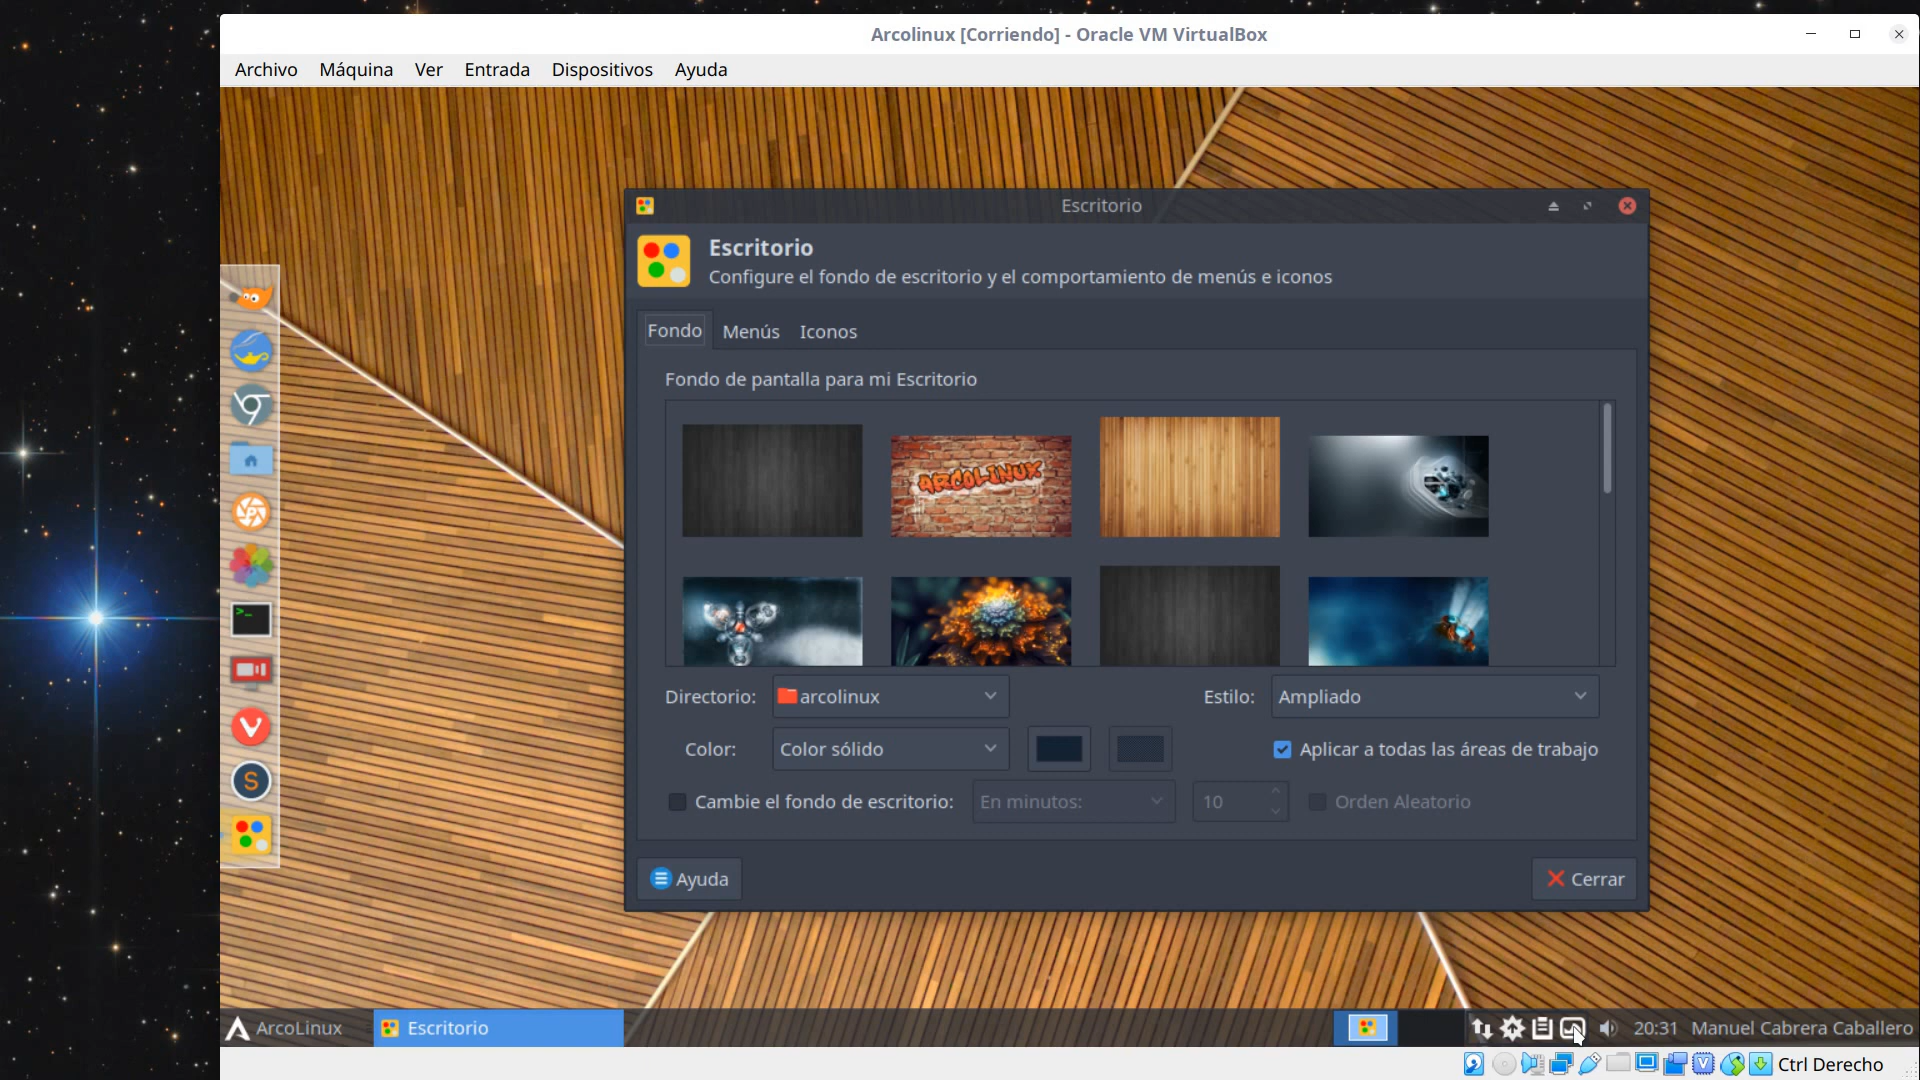 Arcolinux [Corriendo] - Oracle VM VirtualBox
Archivo Máquina Ver Entrada Dispositivos Ayuda
Escritorio
Escritorio
Configure el fondo de escritorio y el comportamiento de menús e iconos
Fondo Menús Iconos
Fondo de pantalla para mi Escritorio
ARCOLINUX
Directorio: arcolinux Estilo: Ampliado
Color: Color sólido Aplicar a todas las áreas de trabajo
Cambie el fondo de escritorio: En minutos: 10 Orden Aleatorio
Ayuda Cerrar
ArcoLinux Escritorio 20:31 Manuel Cabrera Caballero
Ctrl Derecho